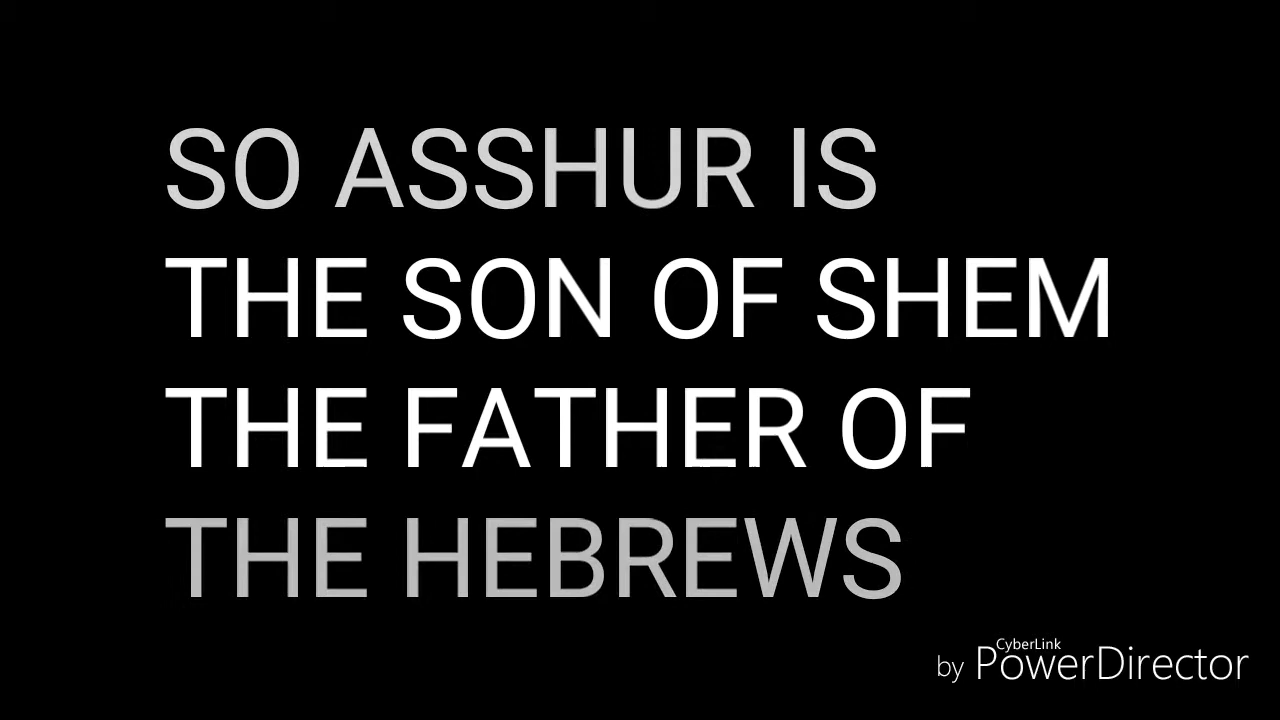 SO ASSHUR IS
THE SON OF SHEM
THE FATHER OF
THE HEBREWS
CyberLink
by PowerDirector